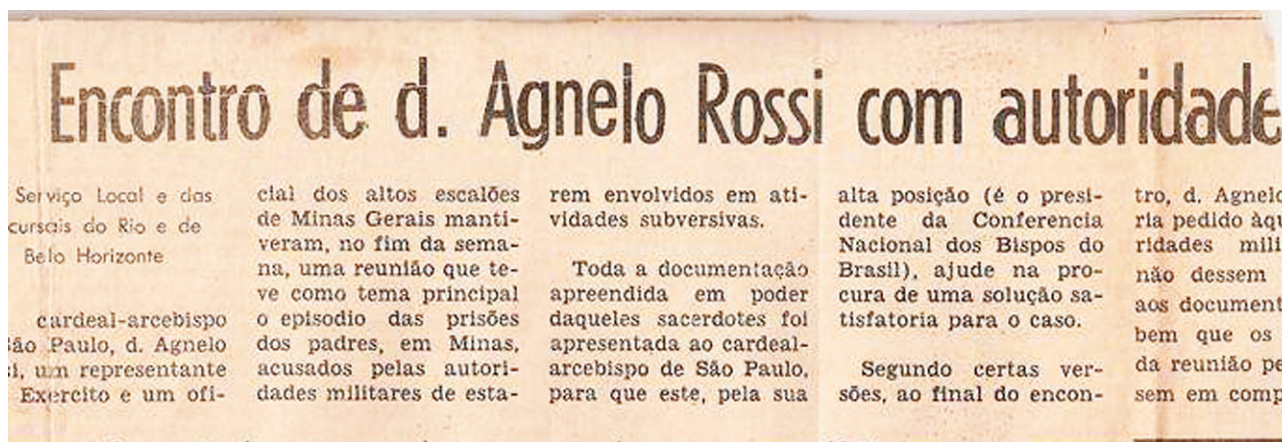 Encontro de d. Agnelo Rossi com autoridade
Serviço Local e das
cursais do Rio e de
Belo Horizonte
cardeal-arcebispo
São Paulo, d. Agnelo
si, um representante
Exercito e um ofi-
cial dos altos escalões
de Minas Gerais manti-
veram, no fim da sema-
na, uma reunião que te-
ve como tema principal
o episodio das prisões
dos padres, em Minas,
acusados pelas autori-
dades militares de esta-
rem envolvidos em ati-
vidades subversivas.
Toda a documentação
apreendida em poder
daqueles sacerdotes foi
apresentada ao cardeal-
arcebispo de São Paulo,
para que este, pela sua
alta posição (é o presi-
dente da Conferencia
Nacional dos Bispos do
Brasil), ajude na pro-
cura de uma solução sa-
tisfatoria para o caso.
Segundo certas ver-
sões, ao final do encon-
tro, d. Agnelo
ria pedido àqu
ridades mili
não dessem
aos document
bem que os
da reunião pe
sem em comp